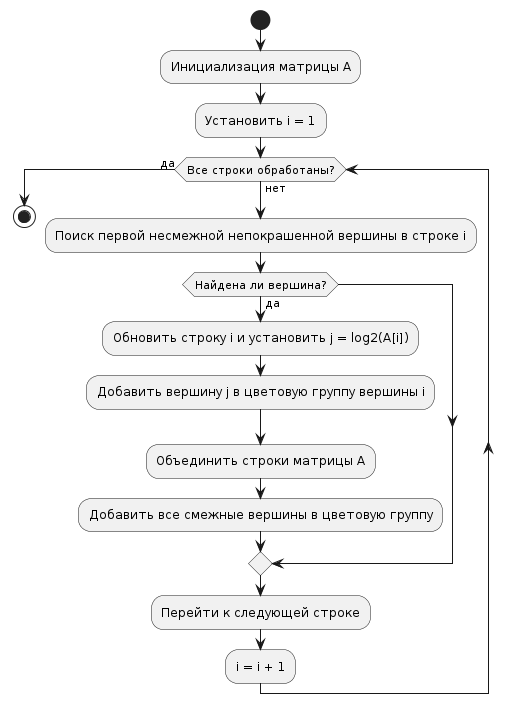 Инициализация матрицы A
Установить i = 1
да
Все строки обработаны?
нет
Поиск первой несмежной непокрашенной вершины в строке i
Найдена ли вершина?
да
Обновить строку i и установить j = log2(A[i])
Добавить вершину j в цветовую группу вершины i
Объединить строки матрицы A
Добавить все смежные вершины в цветовую группу
Перейти к следующей строке
i = i + 1